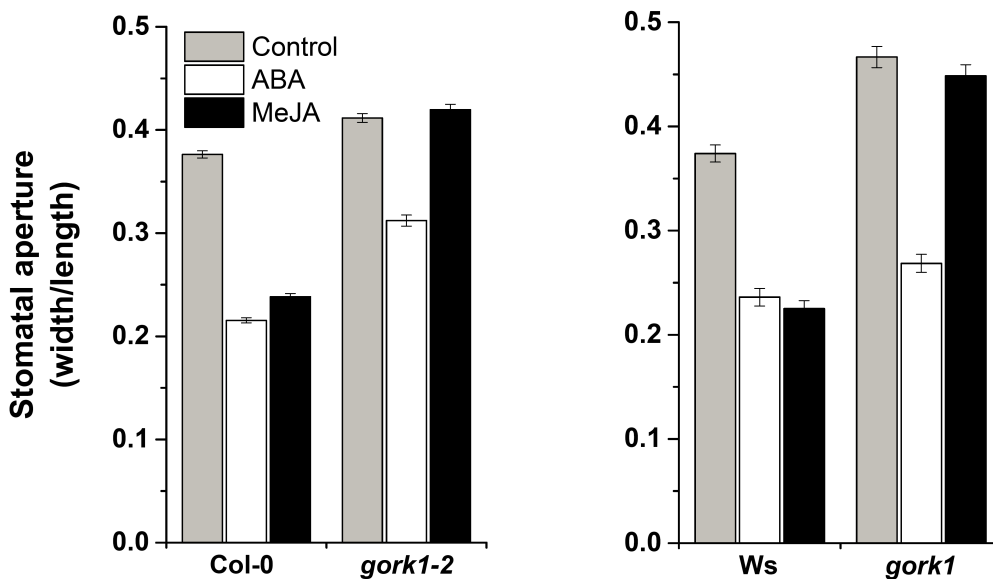 Stomatal aperture
(width/length)
0.5
0.4
0.3
0.2
0.1
0.0
Control
ABA
MeJA
Col-0
gork1-2
0.5
0.4
0.3
0.2
0.1
0.0
Ws
gork1